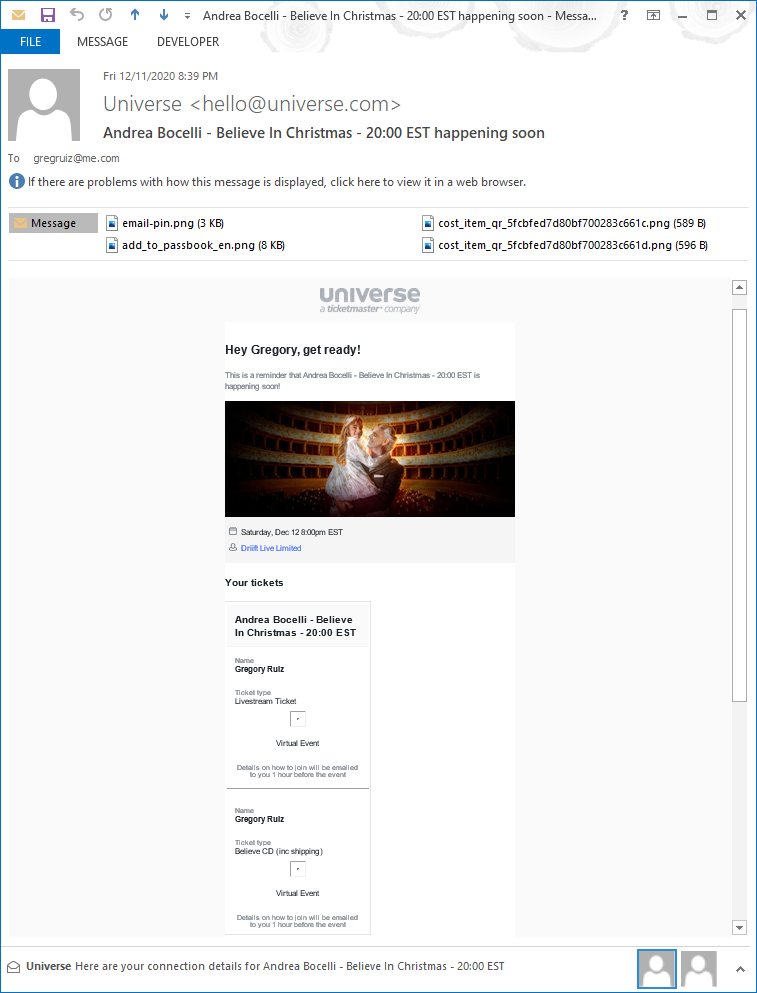 Andrea Bocelli - Believe In Christmas - 20:00 EST happening soon - Messa...
?
FILE
MESSAGE
DEVELOPER
Fri 12/11/2020 8:39 PM
Universe <hello@universe.com>
Andrea Bocelli - Believe In Christmas - 20:00 EST happening soon
To gregruiz@me.com
If there are problems with how this message is displayed, click here to view it in a web browser.
Message
email-pin.png (3 KB)
cost_item_qr_5fcbfed7d80bf700283c661c.png (589 B)
add_to_passbook_en.png (8 KB)
cost_item_qr_5fcbfed7d80bf700283c661d.png (596 B)
universe
a ticketmaster® company
Hey Gregory, get ready!
This is a reminder that Andrea Bocelli - Believe In Christmas - 20:00 EST is
happening soon!
Saturday, Dec 12 8:00pm EST
Driift Live Limited
Your tickets
Andrea Bocelli - Believe
In Christmas - 20:00 EST
Name
Gregory Ruiz
Ticket type
Livestream Ticket
Virtual Event
Details on how to join will be emailed
to you 1 hour before the event
Name
Gregory Ruiz
Ticket type
Believe CD (inc shipping)
Virtual Event
Details on how to join will be emailed
to you 1 hour before the event
Universe Here are your connection details for Andrea Bocelli - Believe In Christmas - 20:00 EST